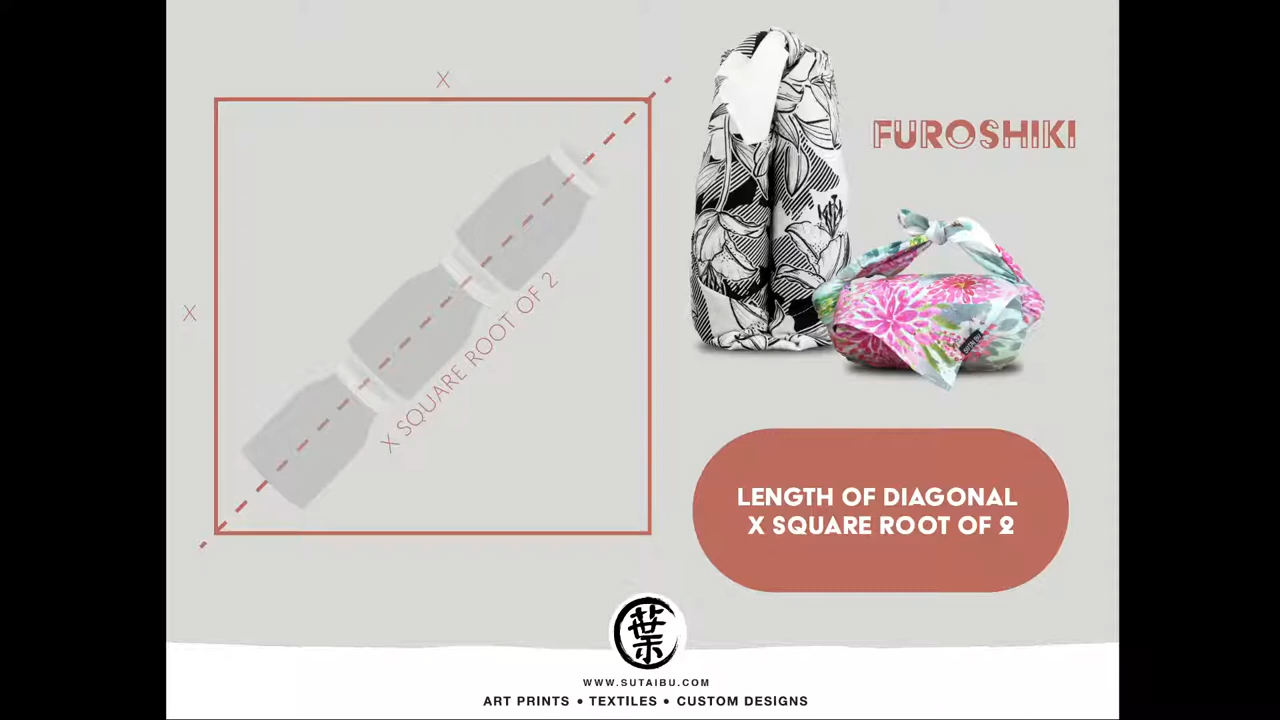 X
FUROSHIKI
X
X SQUARE ROOT OF 2
LENGTH OF DIAGONAL
X SQUARE ROOT OF 2
葉
WWW.SUTAIBU.COM
ART PRINTS • TEXTILES • CUSTOM DESIGNS